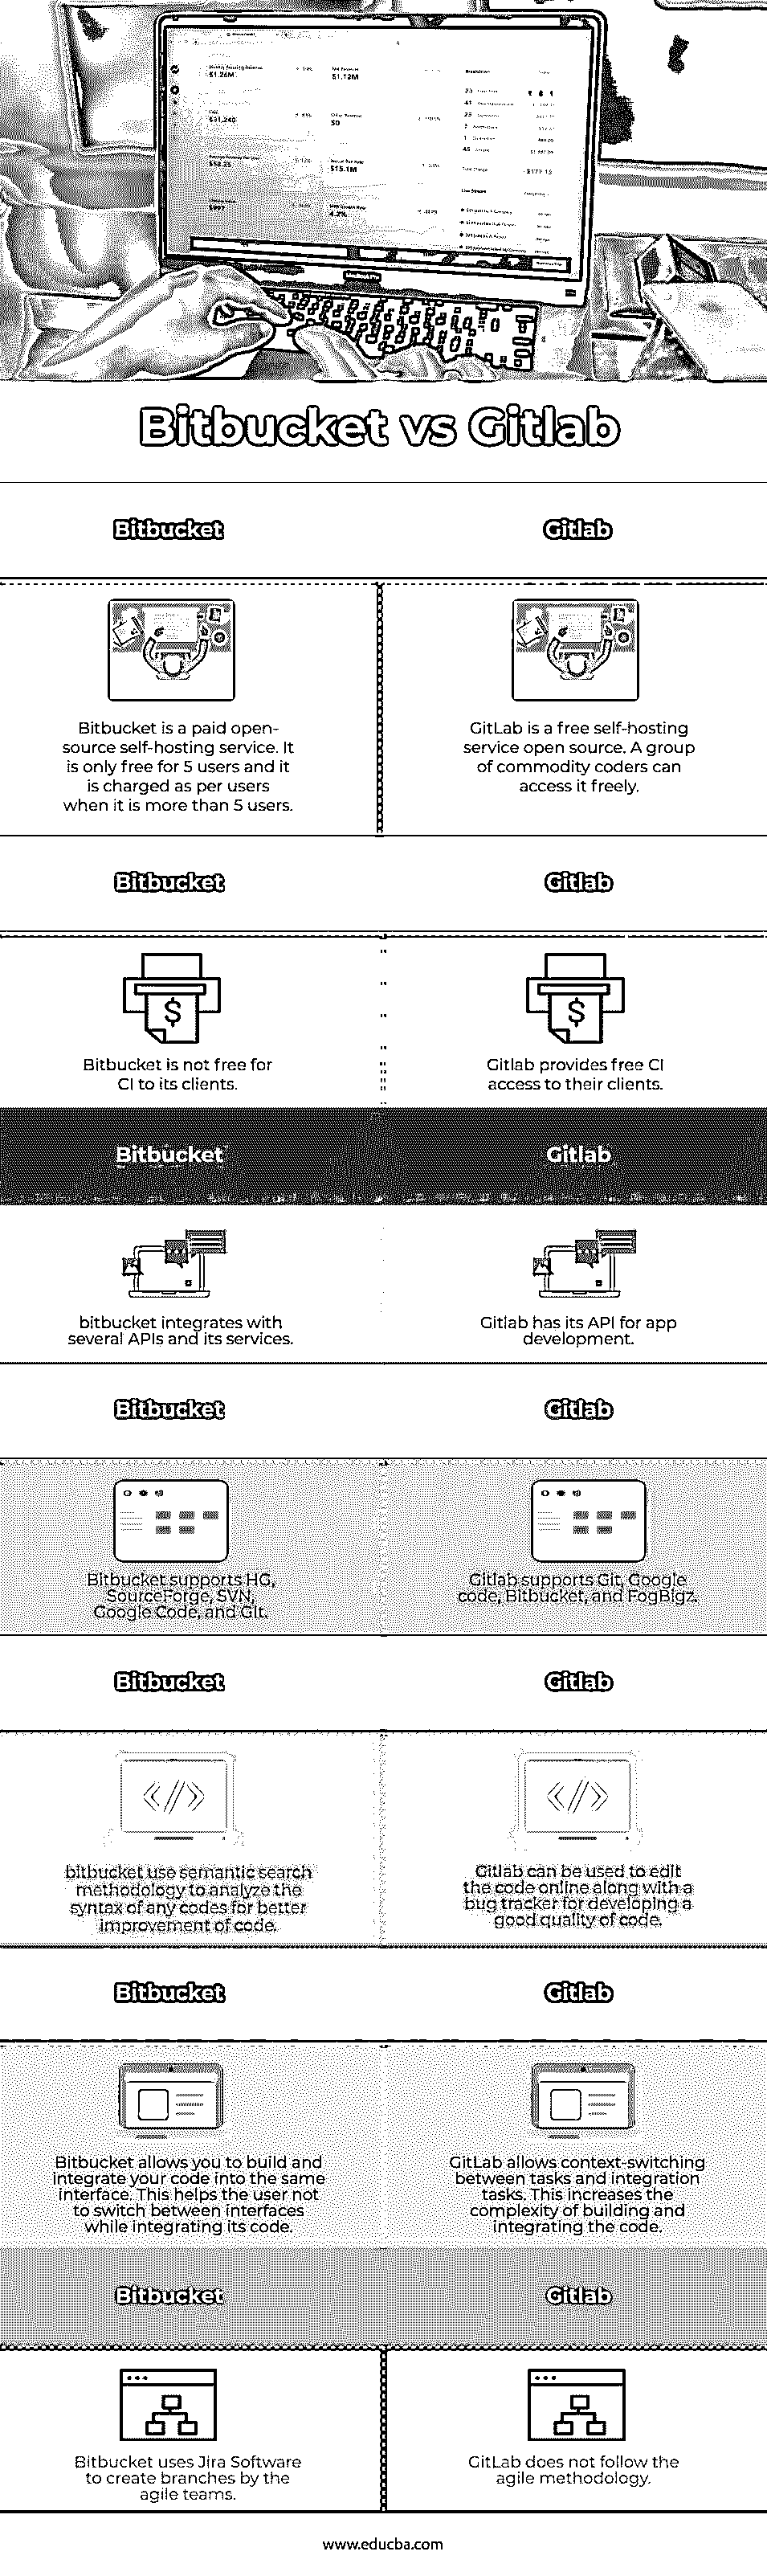 $1.26M
$1.12M
$31,240
$0
$15.1M
4.2%
Bitbucket vs Gitlab
Bitbucket
Gitlab
Bitbucket is a paid open-
source self-hosting service. It
is only free for 5 users and it
is charged as per users
when it is more than 5 users.
GitLab is a free self-hosting
service open source. A group
of commodity coders can
access it freely.
Bitbucket
Gitlab
$
Bitbucket is not free for
CI to its clients.
$
Gitlab provides free CI
access to their clients.
Bitbucket
Gitlab
bitbucket integrates with
several APIs and its services.
Gitlab has its API for app
development.
Bitbucket
Gitlab
Bitbucket supports HG,
SourceForge, SVN,
Google Code, and Git.
Gitlab supports Git, Google
code, Bitbucket, and FogBigz.
Bitbucket
Gitlab
</>
bitbucket use semantic search
methodology to analyze the
syntax of any codes for better
improvement of code.
</>
Gitlab can be used to edit
the code online along with a
bug tracker for developing a
good quality of code.
Bitbucket
Gitlab
Bitbucket allows you to build and
integrate your code into the same
interface. This helps the user not
to switch between interfaces
while integrating its code.
GitLab allows context-switching
between tasks and integration
tasks. This increases the
complexity of building and
integrating the code.
Bitbucket
Gitlab
Bitbucket uses Jira Software
to create branches by the
agile teams.
GitLab does not follow the
agile methodology.
www.educba.com